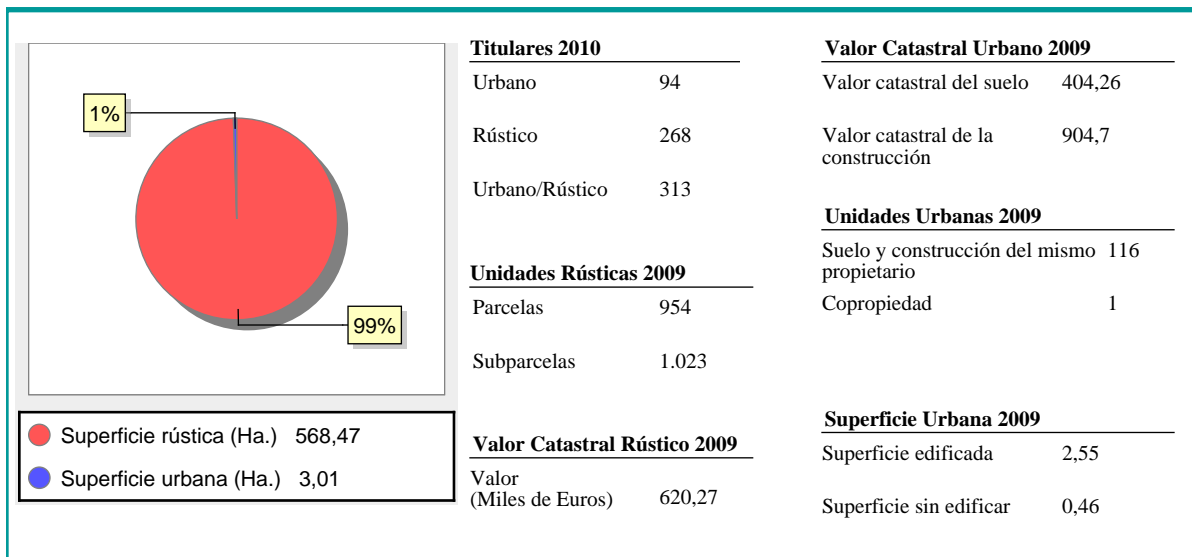 1%
99%
Superficie rústica (Ha.) 568,47
Superficie urbana (Ha.) 3,01
Titulares 2010
Urbano 94
Rústico 268
Urbano/Rústico 313
Unidades Rústicas 2009
Parcelas 954
Subparcelas 1.023
Valor Catastral Rústico 2009
Valor
(Miles de Euros) 620,27
Valor Catastral Urbano 2009
Valor catastral del suelo 404,26
Valor catastral de la 904,7
construcción
Unidades Urbanas 2009
Suelo y construcción del mismo 116
propietario
Copropiedad 1
Superficie Urbana 2009
Superficie edificada 2,55
Superficie sin edificar 0,46